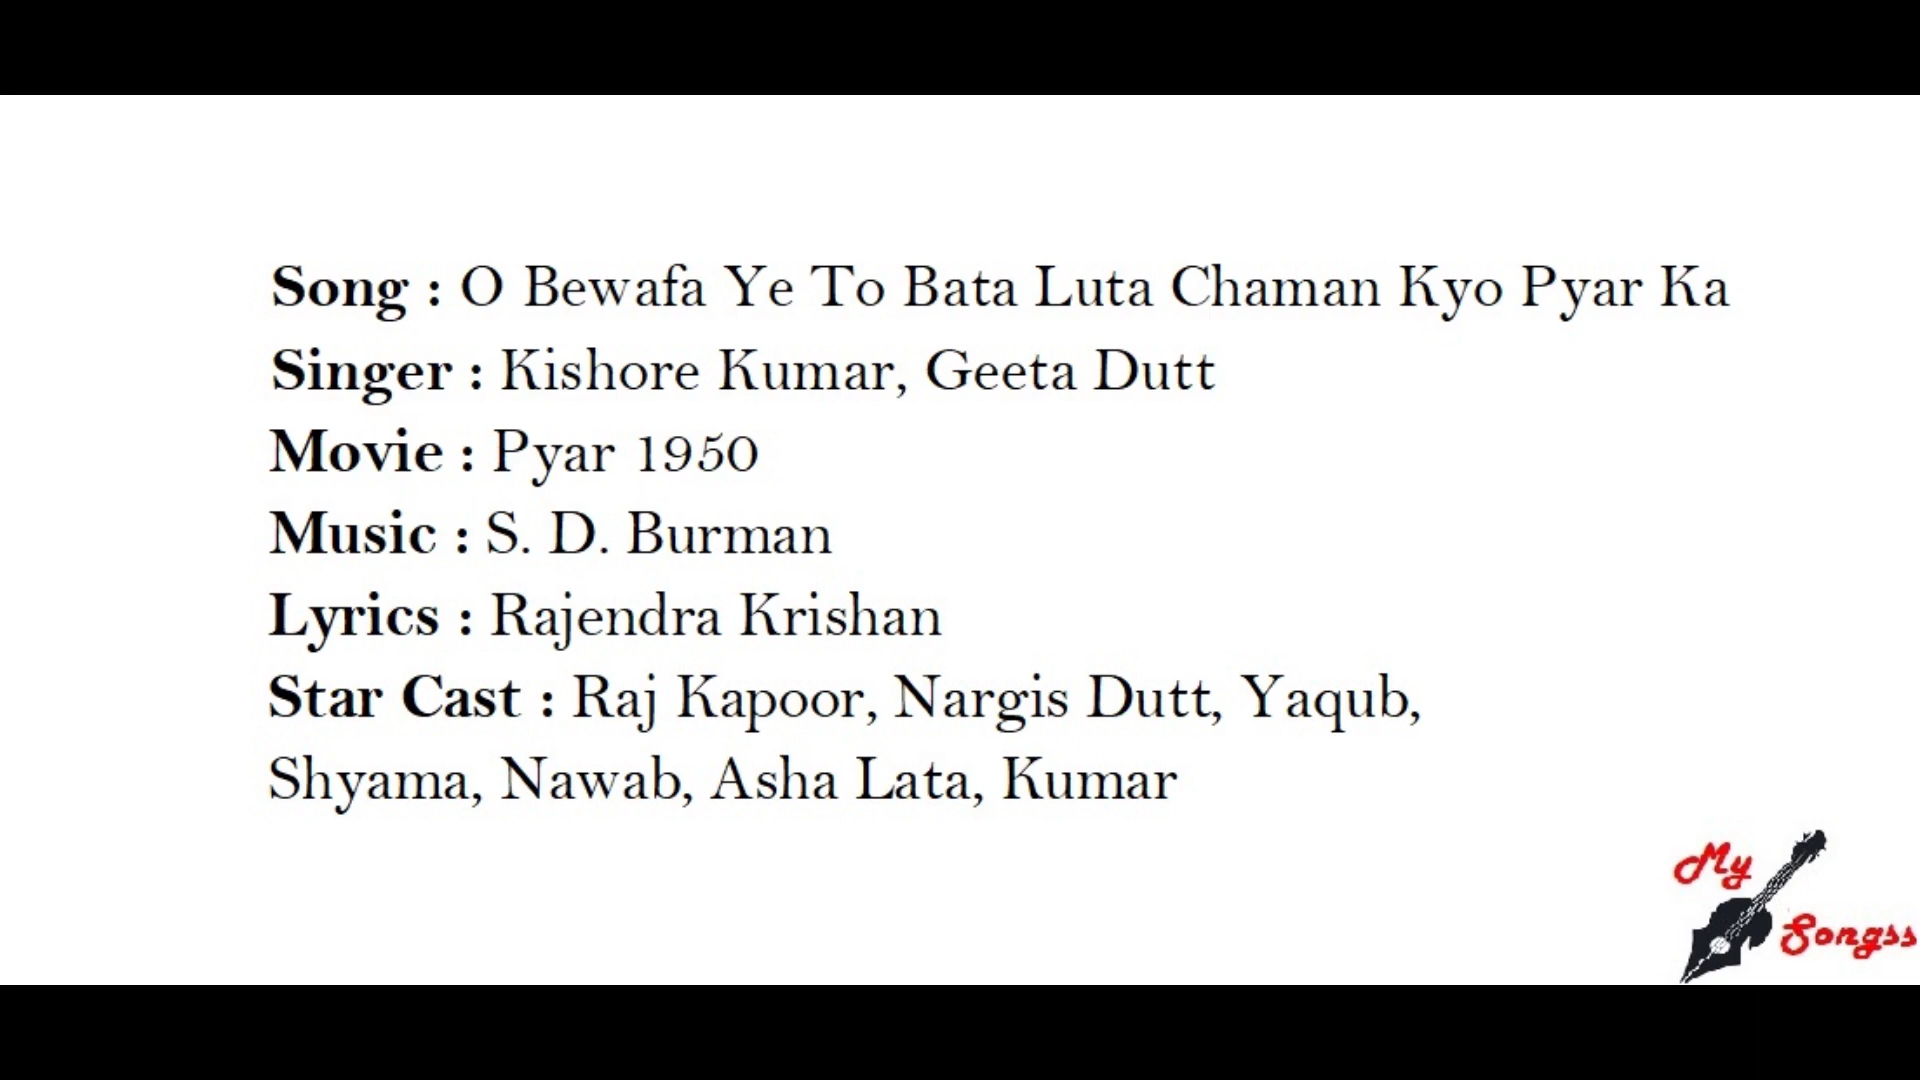 Song : O Bewafa Ye To Bata Luta Chaman Kyo Pyar Ka
Singer : Kishore Kumar, Geeta Dutt
Movie : Pyar 1950
Music : S. D. Burman
Lyrics : Rajendra Krishan
Star Cast : Raj Kapoor, Nargis Dutt, Yaqub,
Shyama, Nawab, Asha Lata, Kumar
My
Songss